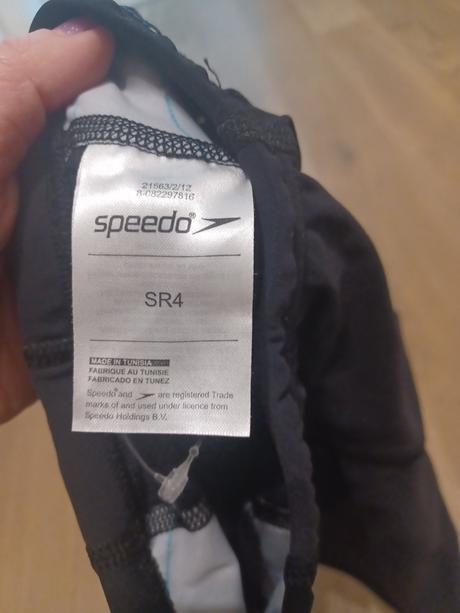 21563/2/12
8-082297816
speedo®
SR4
MADE IN TUNISIA
FABRIQUE AU TUNISIE
FABRICADO EN TUNEZ
Speedo® and are registered Trade
marks of and used under licence from
Speedo Holdings B.V.